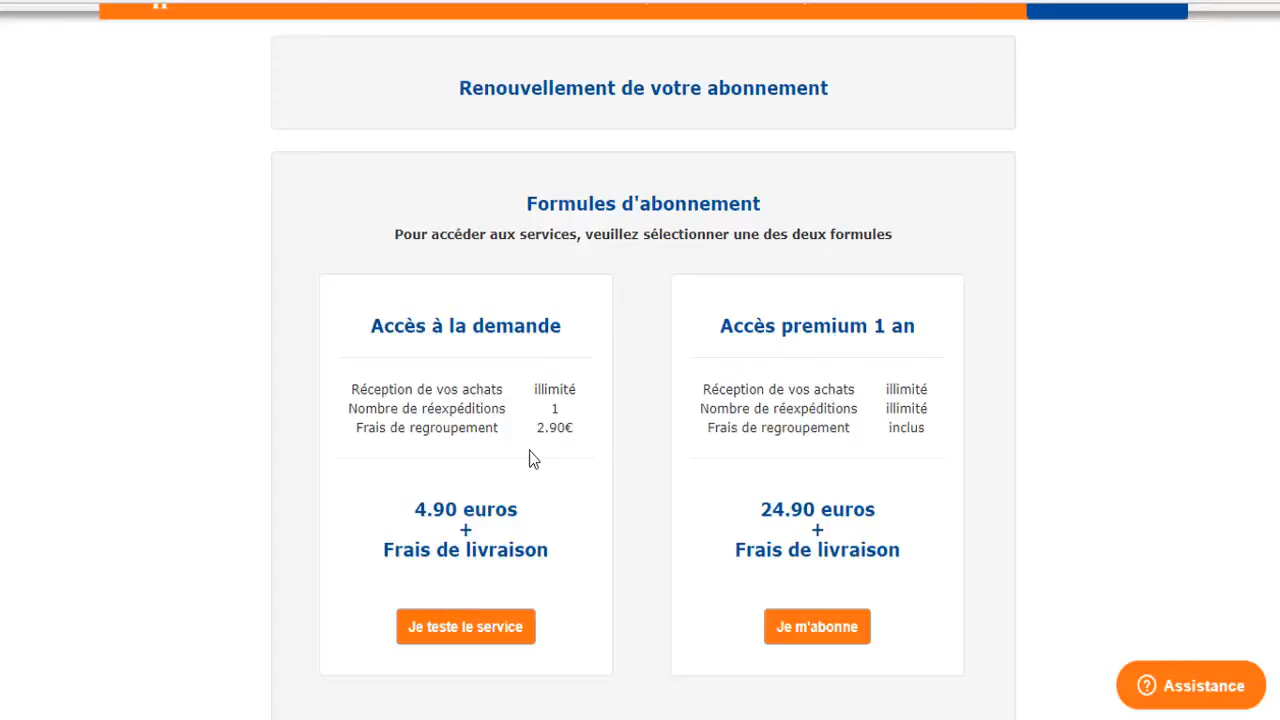 Renouvellement de votre abonnement
Formules d'abonnement
Pour accéder aux services, veuillez sélectionner une des deux formules
Accès à la demande
Réception de vos achats illimité
Nombre de réexpéditions 1
Frais de regroupement 2.90€
4.90 euros
+
Frais de livraison
Je teste le service
Accès premium 1 an
Réception de vos achats illimité
Nombre de réexpéditions illimité
Frais de regroupement inclus
24.90 euros
+
Frais de livraison
Je m'abonne
Assistance